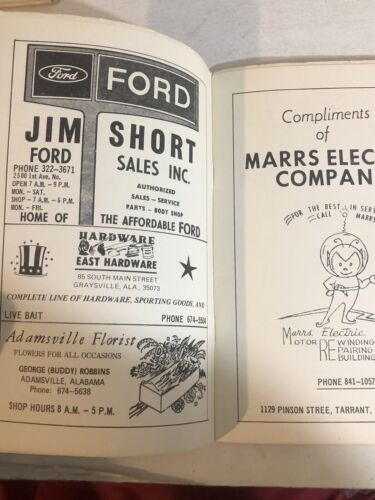 Ford
FORD
JIM SHORT
FORD SALES INC.
PHONE 322-3671
2500 1st Ave. No.
OPEN 7 A.M. - 9 P.M.
MON. - SAT.
SHOP - 7 A.M. - 6 P.M.
MON. - FRI.
AUTHORIZED
SALES - SERVICE
PARTS - BODY SHOP
HOME OF THE AFFORDABLE FORD
HARDWARE
EAST HARDWARE
85 SOUTH MAIN STREET
GRAYSVILLE, ALA., 35073
COMPLETE LINE OF HARDWARE, SPORTING GOODS, AND
LIVE BAIT PHONE 674-5504
Adamsville Florist
FLOWERS FOR ALL OCCASIONS
GEORGE (BUDDY) ROBBINS
ADAMSVILLE, ALABAMA
Phone: 674-5638
SHOP HOURS 8 A.M. - 5 P.M.
Compliments
of
MARRS ELEC
COMPAN
FOR THE BEST IN SER
CALL MARRS
Marrs Electric
MOTOR REWINDING
PAIRING
BUILDING
PHONE 841-1057
1129 PINSON STREE, TARRANT,